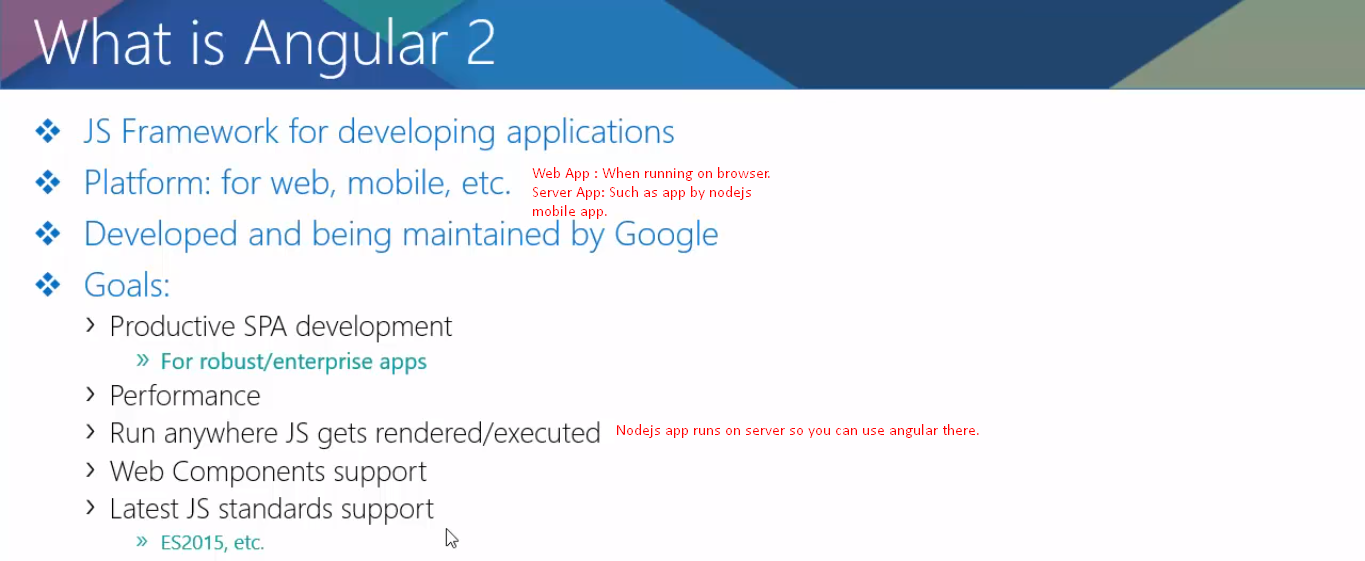 What is Angular 2
JS Framework for developing applications
Platform: for web, mobile, etc.
Web App : When running on browser.
Server App: Such as app by nodejs
mobile app.
Developed and being maintained by Google
Goals:
Productive SPA development
For robust/enterprise apps
Performance
Run anywhere JS gets rendered/executed
Nodejs app runs on server so you can use angular there.
Web Components support
Latest JS standards support
ES2015, etc.